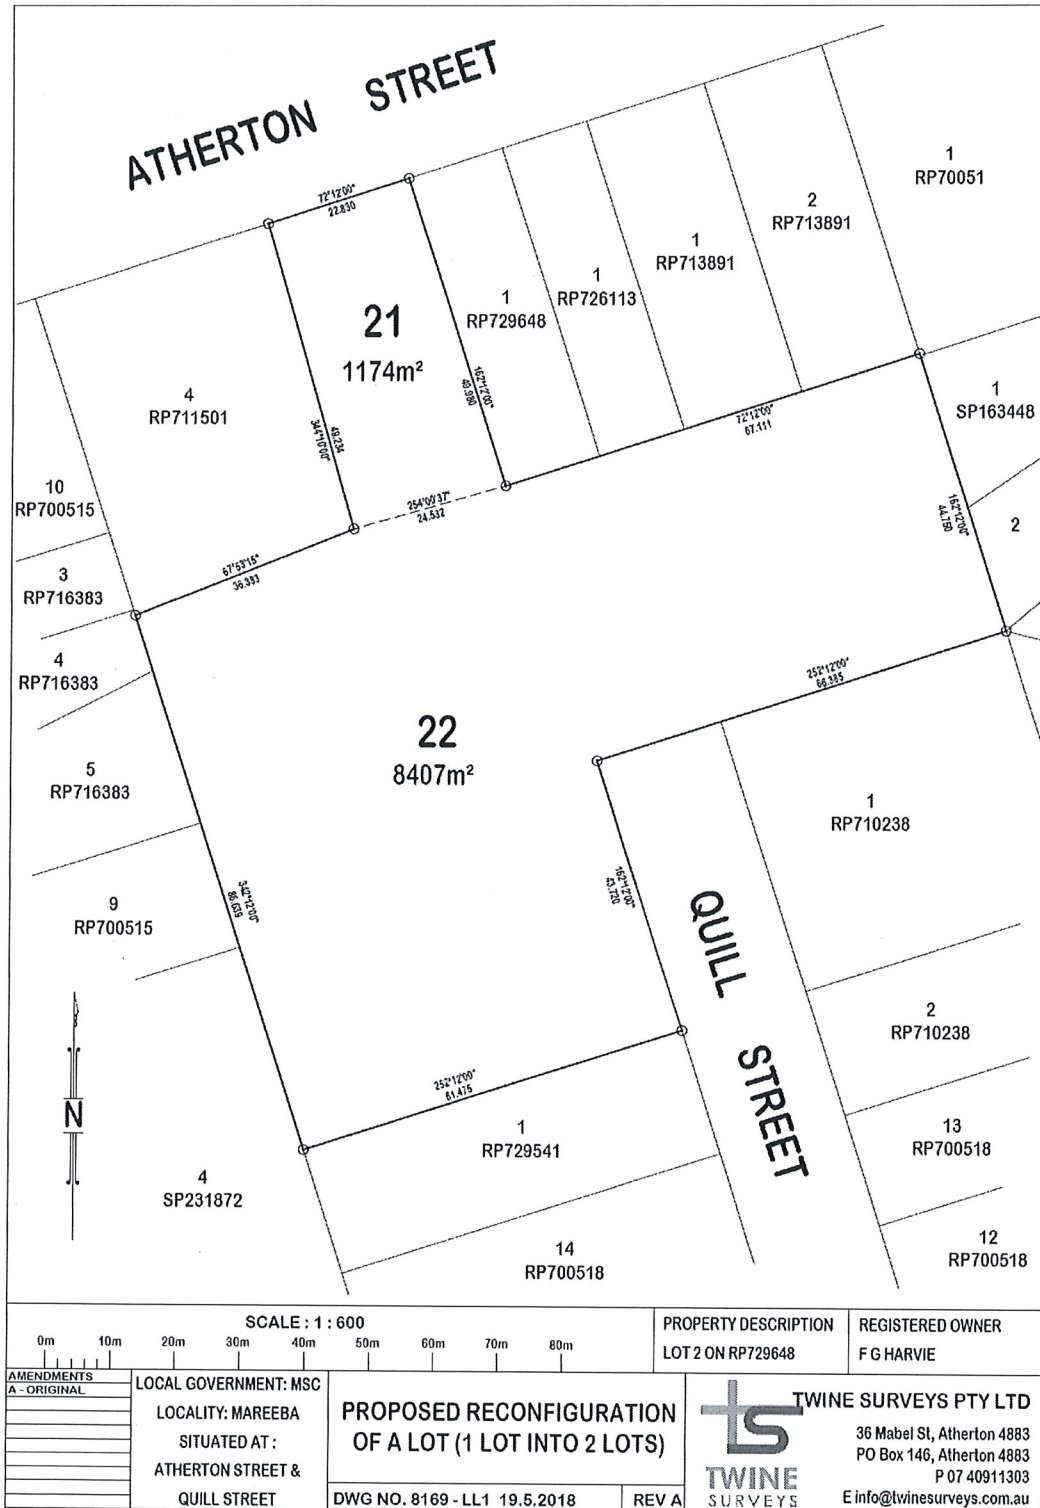 ATHERTON STREET
72°12'00"
22.830
1
RP70051
2
RP713891
1
RP713891
1
RP726113
1
RP729648
21
1174m²
162°12'00"
344°10'00"
49.234
4
RP711501
72°12'00"
67.111
1
SP163448
10
RP700515
254°00'37"
24.532
162°12'00"
44.750
2
3
RP716383
67°53'15"
36.383
4
RP716383
252°12'00"
66.385
22
8407m²
5
RP716383
1
RP710238
342°12'00"
86.639
162°12'00"
43.720
9
RP700515
QUILL STREET
2
RP710238
N
252°12'00"
61.475
1
RP729541
13
RP700518
4
SP231872
12
RP700518
14
RP700518
SCALE : 1 : 600
0m 10m 20m 30m 40m 50m 60m 70m 80m
PROPERTY DESCRIPTION
LOT 2 ON RP729648
REGISTERED OWNER
F G HARVIE
AMENDMENTS
A - ORIGINAL
LOCAL GOVERNMENT: MSC
LOCALITY: MAREEBA
SITUATED AT :
ATHERTON STREET &
QUILL STREET
PROPOSED RECONFIGURATION
OF A LOT (1 LOT INTO 2 LOTS)
DWG NO. 8169 - LL1 19.5.2018
REV A
ts
TWINE
SURVEYS
TWINE SURVEYS PTY LTD
36 Mabel St, Atherton 4883
PO Box 146, Atherton 4883
P 07 40911303
E info@twinesurveys.com.au